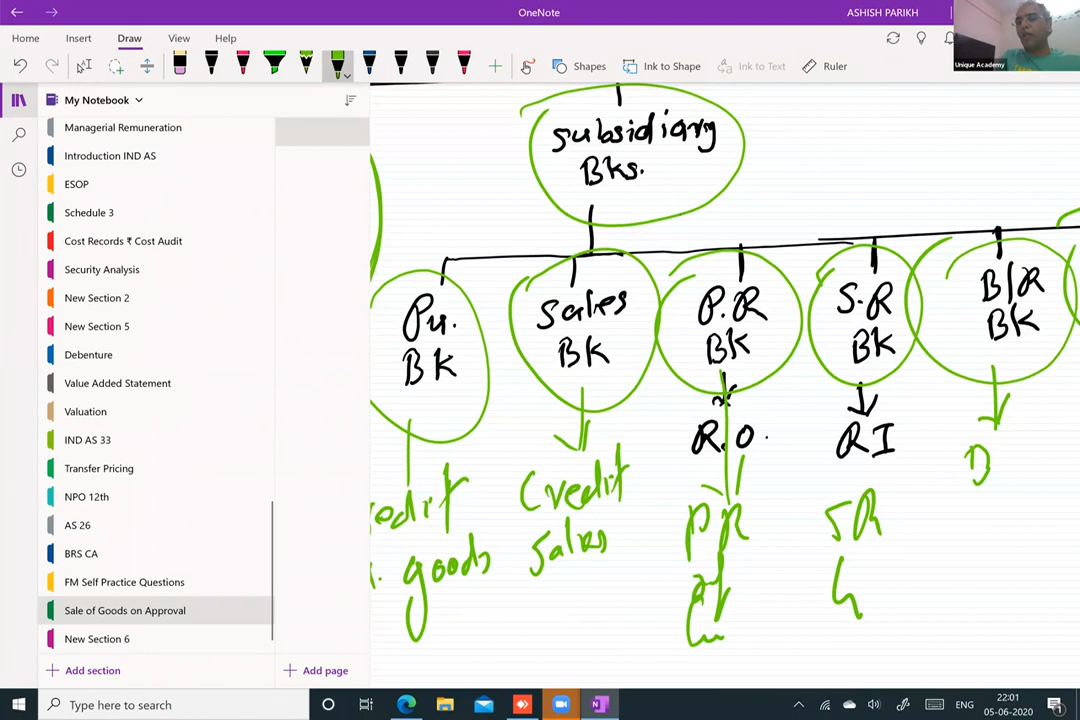 OneNote
ASHISH PARIKH
Home Insert Draw View Help
Unique Academy
Shapes Ink to Shape Ink to Text Ruler
My Notebook
Managerial Remuneration
Introduction IND AS
ESOP
Schedule 3
Cost Records ₹ Cost Audit
Security Analysis
New Section 2
New Section 5
Debenture
Value Added Statement
Valuation
IND AS 33
Transfer Pricing
NPO 12th
AS 26
BRS CA
FM Self Practice Questions
Sale of Goods on Approval
New Section 6
Add section Add page
Subsidiary
Bks.
Pu.
BK
Sales
BK
P.R
BK
S.R
BK
B/R
BK
R.O.
RI
Credit
Sales
goods
PR
SR
Type here to search
ENG
22:01
05-06-2020